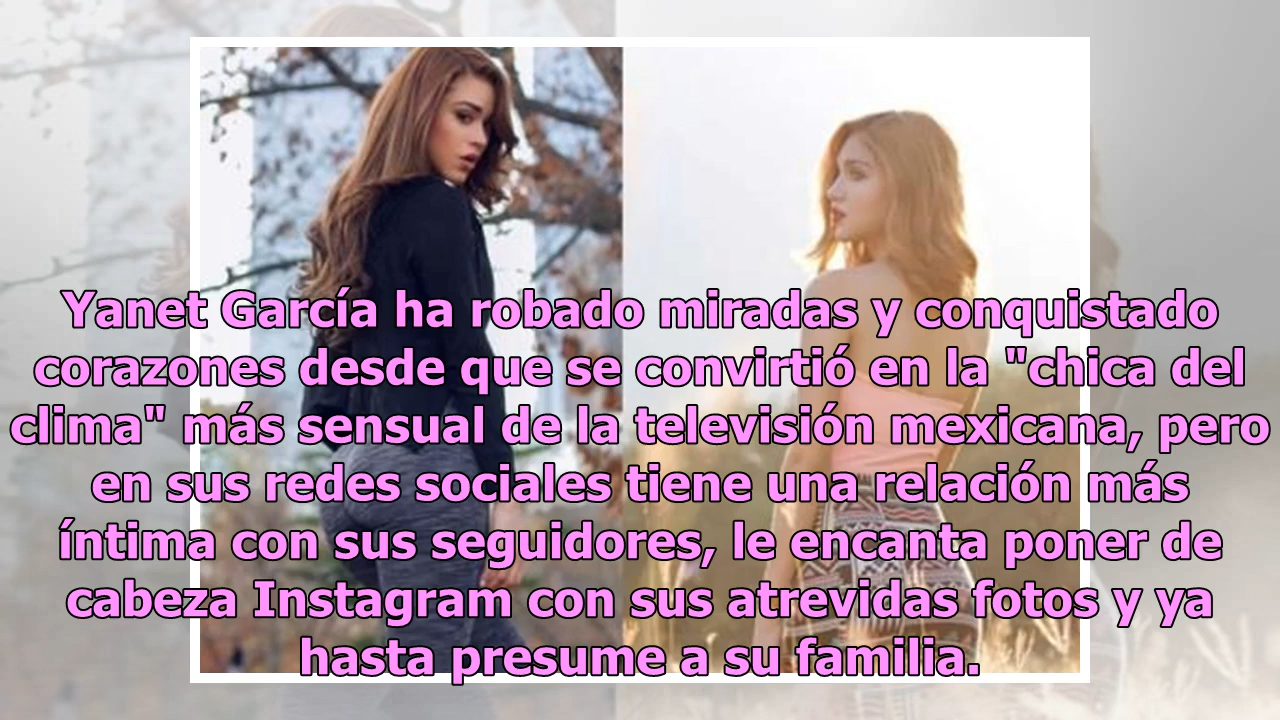 Yanet García ha robado miradas y conquistado
corazones desde que se convirtió en la "chica del
clima" más sensual de la televisión mexicana, pero
en sus redes sociales tiene una relación más
íntima con sus seguidores, le encanta poner de
cabeza Instagram con sus atrevidas fotos y ya
hasta presume a su familia.